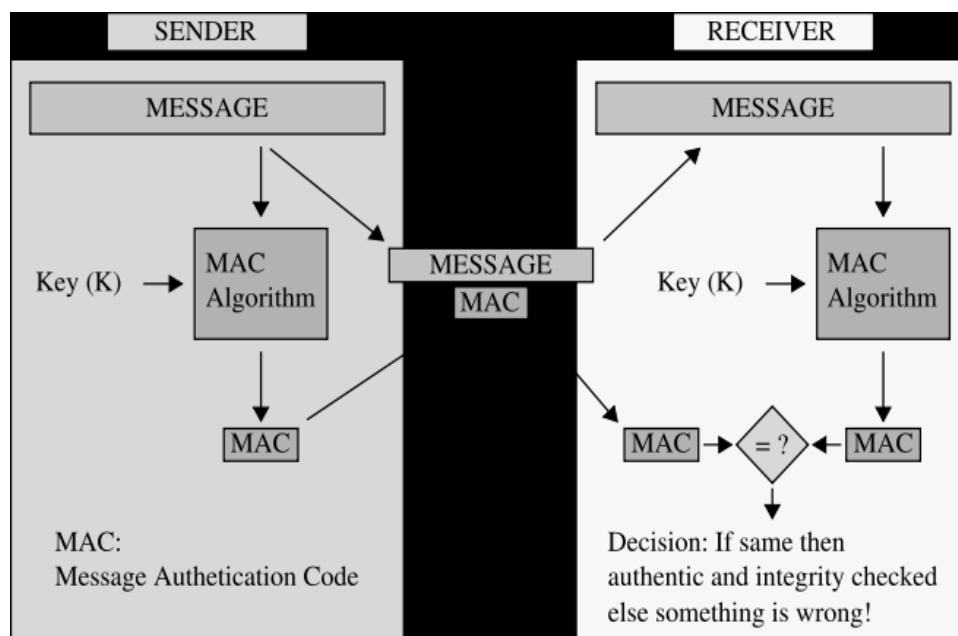 SENDER
RECEIVER
MESSAGE
MESSAGE
Key (K)
MAC
Algorithm
MESSAGE
MAC
Key (K)
MAC
Algorithm
MAC
MAC
= ?
MAC
MAC:
Message Authetication Code
Decision: If same then
authentic and integrity checked
else something is wrong!